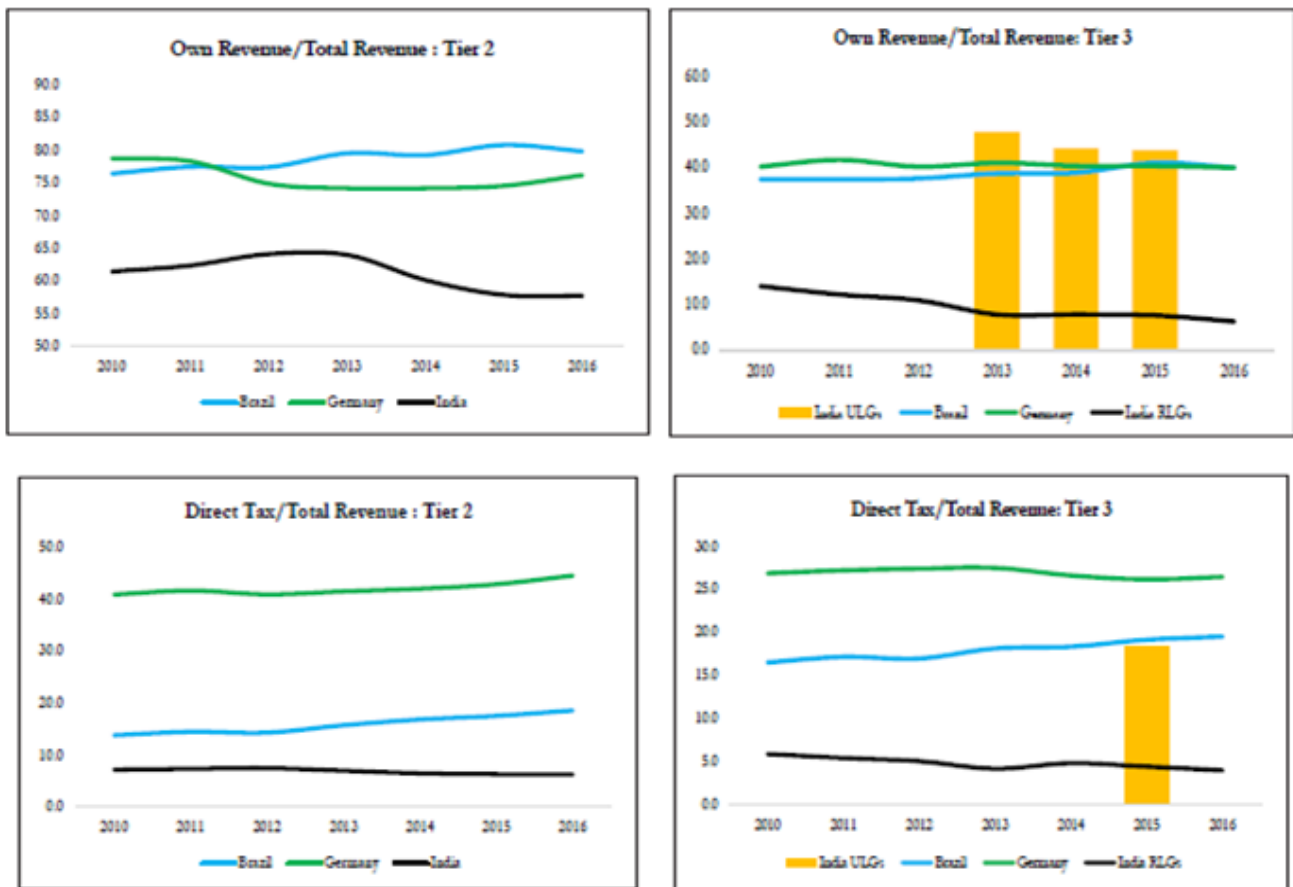 Own Revenue/Total Revenue : Tier 2
90.0
85.0
80.0
75.0
70.0
65.0
60.0
55.0
50.0
2010 2011 2012 2013 2014 2015 2016
Brazil Germany India
Own Revenue/Total Revenue: Tier 3
60.0
50.0
40.0
30.0
20.0
10.0
0.0
2010 2011 2012 2013 2014 2015 2016
India ULGs Brazil Germany India RLGs
Direct Tax/Total Revenue : Tier 2
50.0
40.0
30.0
20.0
10.0
0.0
2010 2011 2012 2013 2014 2015 2016
Brazil Germany India
Direct Tax/Total Revenue: Tier 3
30.0
25.0
20.0
15.0
10.0
5.0
0.0
2010 2011 2012 2013 2014 2015 2016
India ULGs Brazil Germany India RLGs